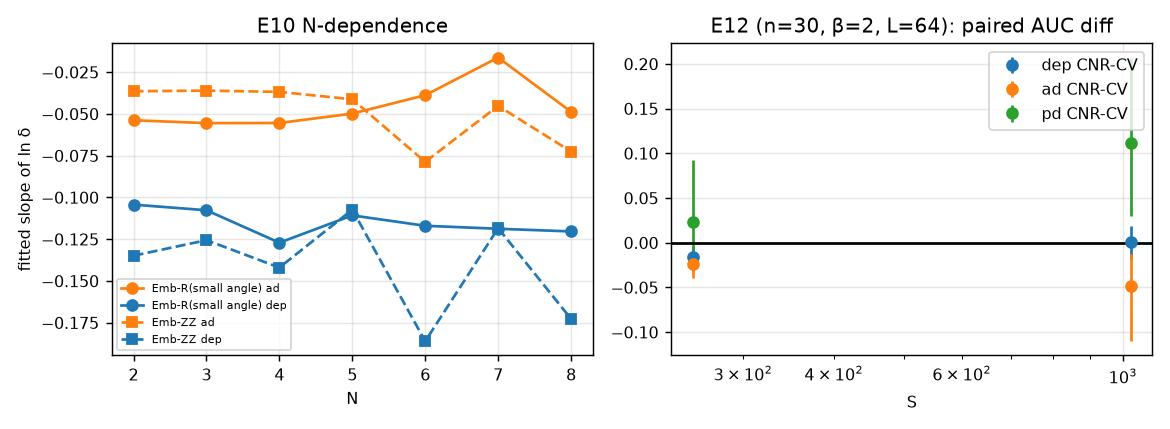 E10 N-dependence
fitted slope of ln δ
−0.025
−0.050
−0.075
−0.100
−0.125
−0.150
−0.175
Emb-R(small angle) ad
Emb-R(small angle) dep
Emb-ZZ ad
Emb-ZZ dep
2 3 4 5 6 7 8
N
E12 (n=30, β=2, L=64): paired AUC diff
0.20
0.15
0.10
0.05
0.00
−0.05
−0.10
dep CNR-CV
ad CNR-CV
pd CNR-CV
3 × 10² 4 × 10² 6 × 10² 10³
S